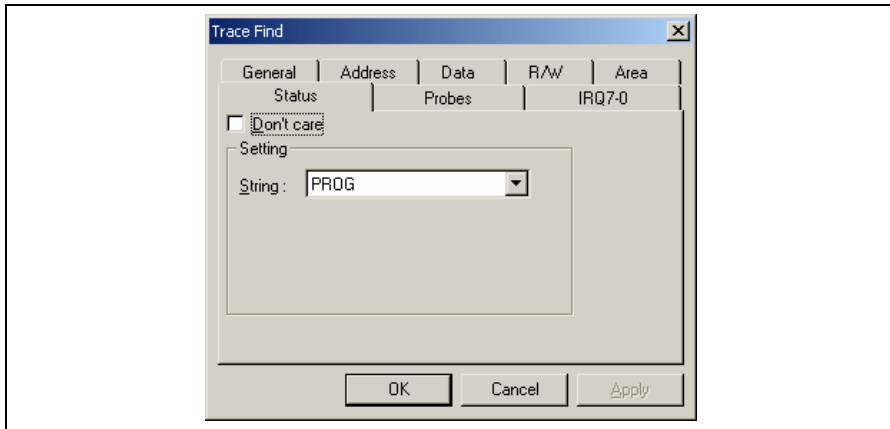 Trace Find
General Address Data R/W Area
Status Probes IRQ7-0
Don't care
Setting
String : PROG
OK Cancel Apply